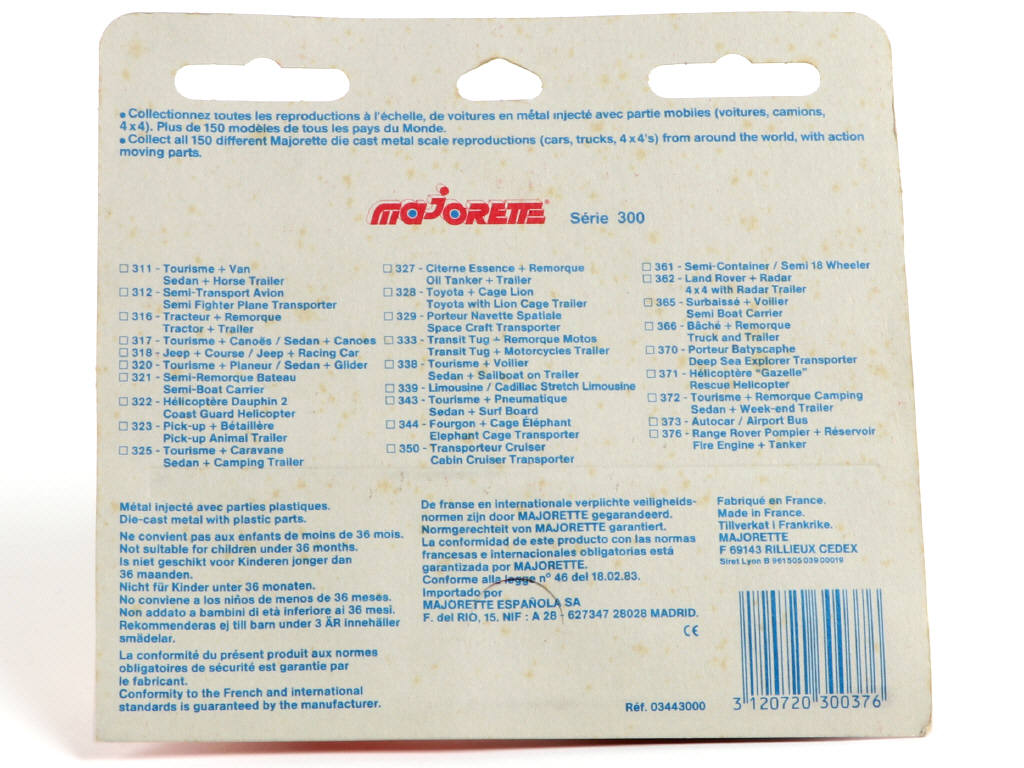 • Collectionnez toutes les reproductions à l'échelle, de voitures en métal injecté avec partie mobiles (voitures, camions,
4 x 4). Plus de 150 modèles de tous les pays du Monde.
• Collect all 150 different Majorette die cast metal scale reproductions (cars, trucks, 4 x 4's) from around the world, with action
moving parts.
MAJORETTE® Série 300
☐ 311 - Tourisme + Van
Sedan + Horse Trailer
☐ 312 - Semi-Transport Avion
Semi Fighter Plane Transporter
☐ 316 - Tracteur + Remorque
Tractor + Trailer
☐ 317 - Tourisme + Canoës / Sedan + Canoes
☐ 318 - Jeep + Course / Jeep + Racing Car
☐ 320 - Tourisme + Planeur / Sedan + Glider
☐ 321 - Semi-Remorque Bateau
Semi-Boat Carrier
☐ 322 - Hélicoptère Dauphin 2
Coast Guard Helicopter
☐ 323 - Pick-up + Bétaillère
Pick-up Animal Trailer
☐ 325 - Tourisme + Caravane
Sedan + Camping Trailer
☐ 327 - Citerne Essence + Remorque
Oil Tanker + Trailer
☐ 328 - Toyota + Cage Lion
Toyota with Lion Cage Trailer
☐ 329 - Porteur Navette Spatiale
Space Craft Transporter
☐ 333 - Transit Tug + Remorque Motos
Transit Tug + Motorcycles Trailer
☐ 338 - Tourisme + Voilier
Sedan + Sailboat on Trailer
☐ 339 - Limousine / Cadillac Stretch Limousine
☐ 343 - Tourisme + Pneumatique
Sedan + Surf Board
☐ 344 - Fourgon + Cage Éléphant
Elephant Cage Transporter
☐ 350 - Transporteur Cruiser
Cabin Cruiser Transporter
☐ 361 - Semi-Container / Semi 18 Wheeler
☐ 362 - Land Rover + Radar
4 x 4 with Radar Trailer
☐ 365 - Surbaissé + Voilier
Semi Boat Carrier
☐ 366 - Bâché + Remorque
Truck and Trailer
☐ 370 - Porteur Batyscaphe
Deep Sea Explorer Transporter
☐ 371 - Hélicoptère "Gazelle"
Rescue Helicopter
☐ 372 - Tourisme + Remorque Camping
Sedan + Week-end Trailer
☐ 373 - Autocar / Airport Bus
☐ 376 - Range Rover Pompier + Réservoir
Fire Engine + Tanker
Métal injecté avec parties plastiques.
Die-cast metal with plastic parts.
Ne convient pas aux enfants de moins de 36 mois.
Not suitable for children under 36 months.
Is niet geschikt voor Kinderen jonger dan
36 maanden.
Nicht für Kinder unter 36 monaten.
No conviene a los niños de menos de 36 meses.
Non addato a bambini di età inferiore ai 36 mesi.
Rekommenderas ej till barn under 3 ÄR innehäller
smädelar.
La conformité du présent produit aux normes
obligatoires de sécurité est garantie par
le fabricant.
Conformity to the French and international
standards is guaranteed by the manufacturer.
De franse en internationale verplichte veiligheids-
normen zijn door MAJORETTE gegarandeerd.
Normgerechteit von MAJORETTE garantiert.
La conformidad de este producto con las normas
francesas e internacionales obligatorias está
garantizada por MAJORETTE.
Conforme alla legge n° 46 del 18.02.83.
Importado por
MAJORETTE ESPAÑOLA SA
F. del RIO, 15. NIF : A 28 - 627347 28028 MADRID.
CE
Réf. 03443000
Fabriqué en France.
Made in France.
Tillverkat i Frankrike.
MAJORETTE
F 69143 RILLIEUX CEDEX
Siret Lyon B 961 505 039 00019
3 120720 300376